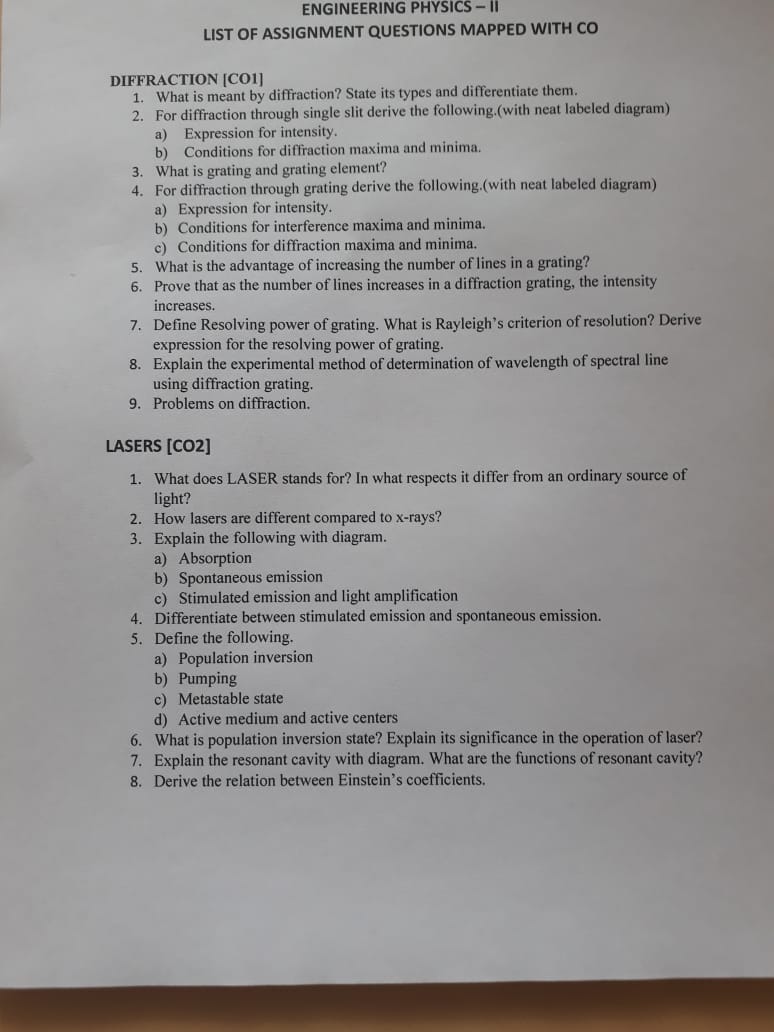 ENGINEERING PHYSICS – II
LIST OF ASSIGNMENT QUESTIONS MAPPED WITH CO
DIFFRACTION [CO1]
1. What is meant by diffraction? State its types and differentiate them.
2. For diffraction through single slit derive the following.(with neat labeled diagram)
a) Expression for intensity.
b) Conditions for diffraction maxima and minima.
3. What is grating and grating element?
4. For diffraction through grating derive the following.(with neat labeled diagram)
a) Expression for intensity.
b) Conditions for interference maxima and minima.
c) Conditions for diffraction maxima and minima.
5. What is the advantage of increasing the number of lines in a grating?
6. Prove that as the number of lines increases in a diffraction grating, the intensity
increases.
7. Define Resolving power of grating. What is Rayleigh's criterion of resolution? Derive
expression for the resolving power of grating.
8. Explain the experimental method of determination of wavelength of spectral line
using diffraction grating.
9. Problems on diffraction.
LASERS [CO2]
1. What does LASER stands for? In what respects it differ from an ordinary source of
light?
2. How lasers are different compared to x-rays?
3. Explain the following with diagram.
a) Absorption
b) Spontaneous emission
c) Stimulated emission and light amplification
4. Differentiate between stimulated emission and spontaneous emission.
5. Define the following.
a) Population inversion
b) Pumping
c) Metastable state
d) Active medium and active centers
6. What is population inversion state? Explain its significance in the operation of laser?
7. Explain the resonant cavity with diagram. What are the functions of resonant cavity?
8. Derive the relation between Einstein's coefficients.